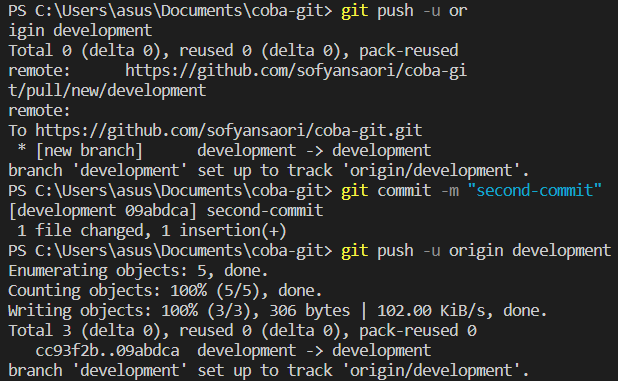 PS C:\Users\asus\Documents\coba-git> git push -u or
igin development
Total 0 (delta 0), reused 0 (delta 0), pack-reused
remote:      https://github.com/sofyansaori/coba-gi
t/pull/new/development
remote:
To https://github.com/sofyansaori/coba-git.git
 * [new branch]      development -> development
branch 'development' set up to track 'origin/development'.
PS C:\Users\asus\Documents\coba-git> git commit -m "second-commit"
[development 09abdca] second-commit
 1 file changed, 1 insertion(+)
PS C:\Users\asus\Documents\coba-git> git push -u origin development
Enumerating objects: 5, done.
Counting objects: 100% (5/5), done.
Writing objects: 100% (3/3), 306 bytes | 102.00 KiB/s, done.
Total 3 (delta 0), reused 0 (delta 0), pack-reused 0
   cc93f2b..09abdca  development -> development
branch 'development' set up to track 'origin/development'.